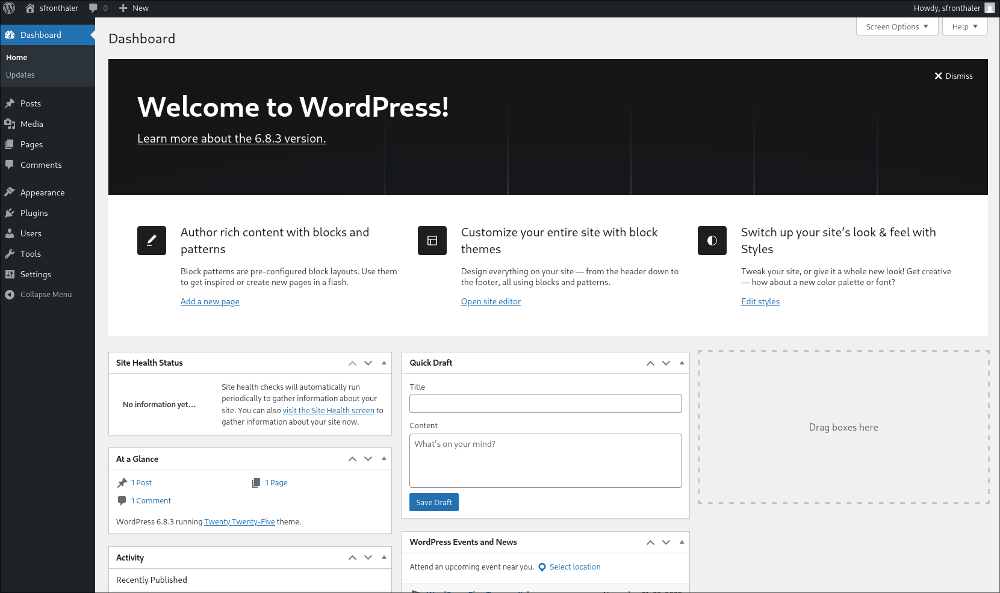 sfronthaler
0
New
Howdy, sfronthaler
Dashboard
Home
Updates
Posts
Media
Pages
Comments
Appearance
Plugins
Users
Tools
Settings
Collapse Menu
Screen Options
Help
Dashboard
Dismiss
Welcome to WordPress!
Learn more about the 6.8.3 version.
Author rich content with blocks and
patterns
Block patterns are pre-configured block layouts. Use them
to get inspired or create new pages in a flash.
Add a new page
Customize your entire site with block
themes
Design everything on your site — from the header down to
the footer, all using blocks and patterns.
Open site editor
Switch up your site’s look & feel with
Styles
Tweak your site, or give it a whole new look! Get creative
— how about a new color palette or font?
Edit styles
Site Health Status
No information yet…
Site health checks will automatically run
periodically to gather information about your
site. You can also visit the Site Health screen to
gather information about your site now.
At a Glance
1 Post
1 Page
1 Comment
WordPress 6.8.3 running Twenty Twenty-Five theme.
Activity
Recently Published
Quick Draft
Title
Content
What’s on your mind?
Save Draft
WordPress Events and News
Attend an upcoming event near you.
Select location
Drag boxes here